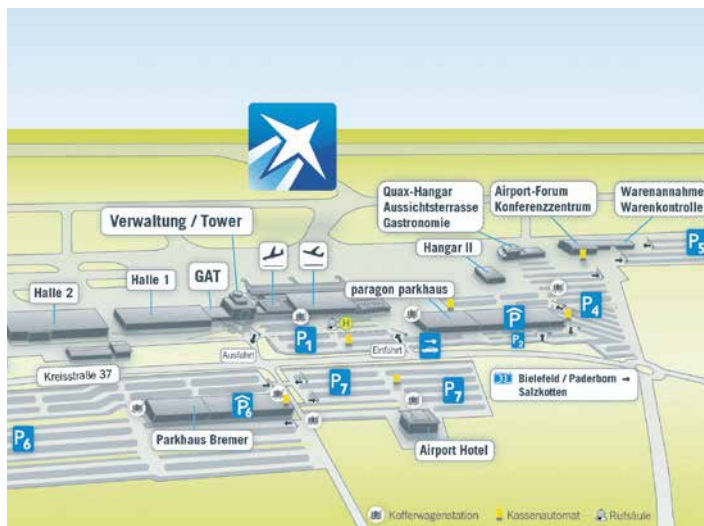 Quax-Hangar
Aussichtsterrasse
Gastronomie
Airport-Forum
Konferenzzentrum
Warenannahme
Warenkontrolle
Verwaltung / Tower
Hangar II
P5
GAT
Halle 1
Halle 2
paragon parkhaus
P
P4
H
P1
P2
Ausfahrt
Einfahrt
Kreisstraße 37
P7
P7
Bielefeld / Paderborn →
Salzkotten
P6
P6
Parkhaus Bremer
Airport Hotel
Kofferwagenstation
Kassenautomat
Rufsäule